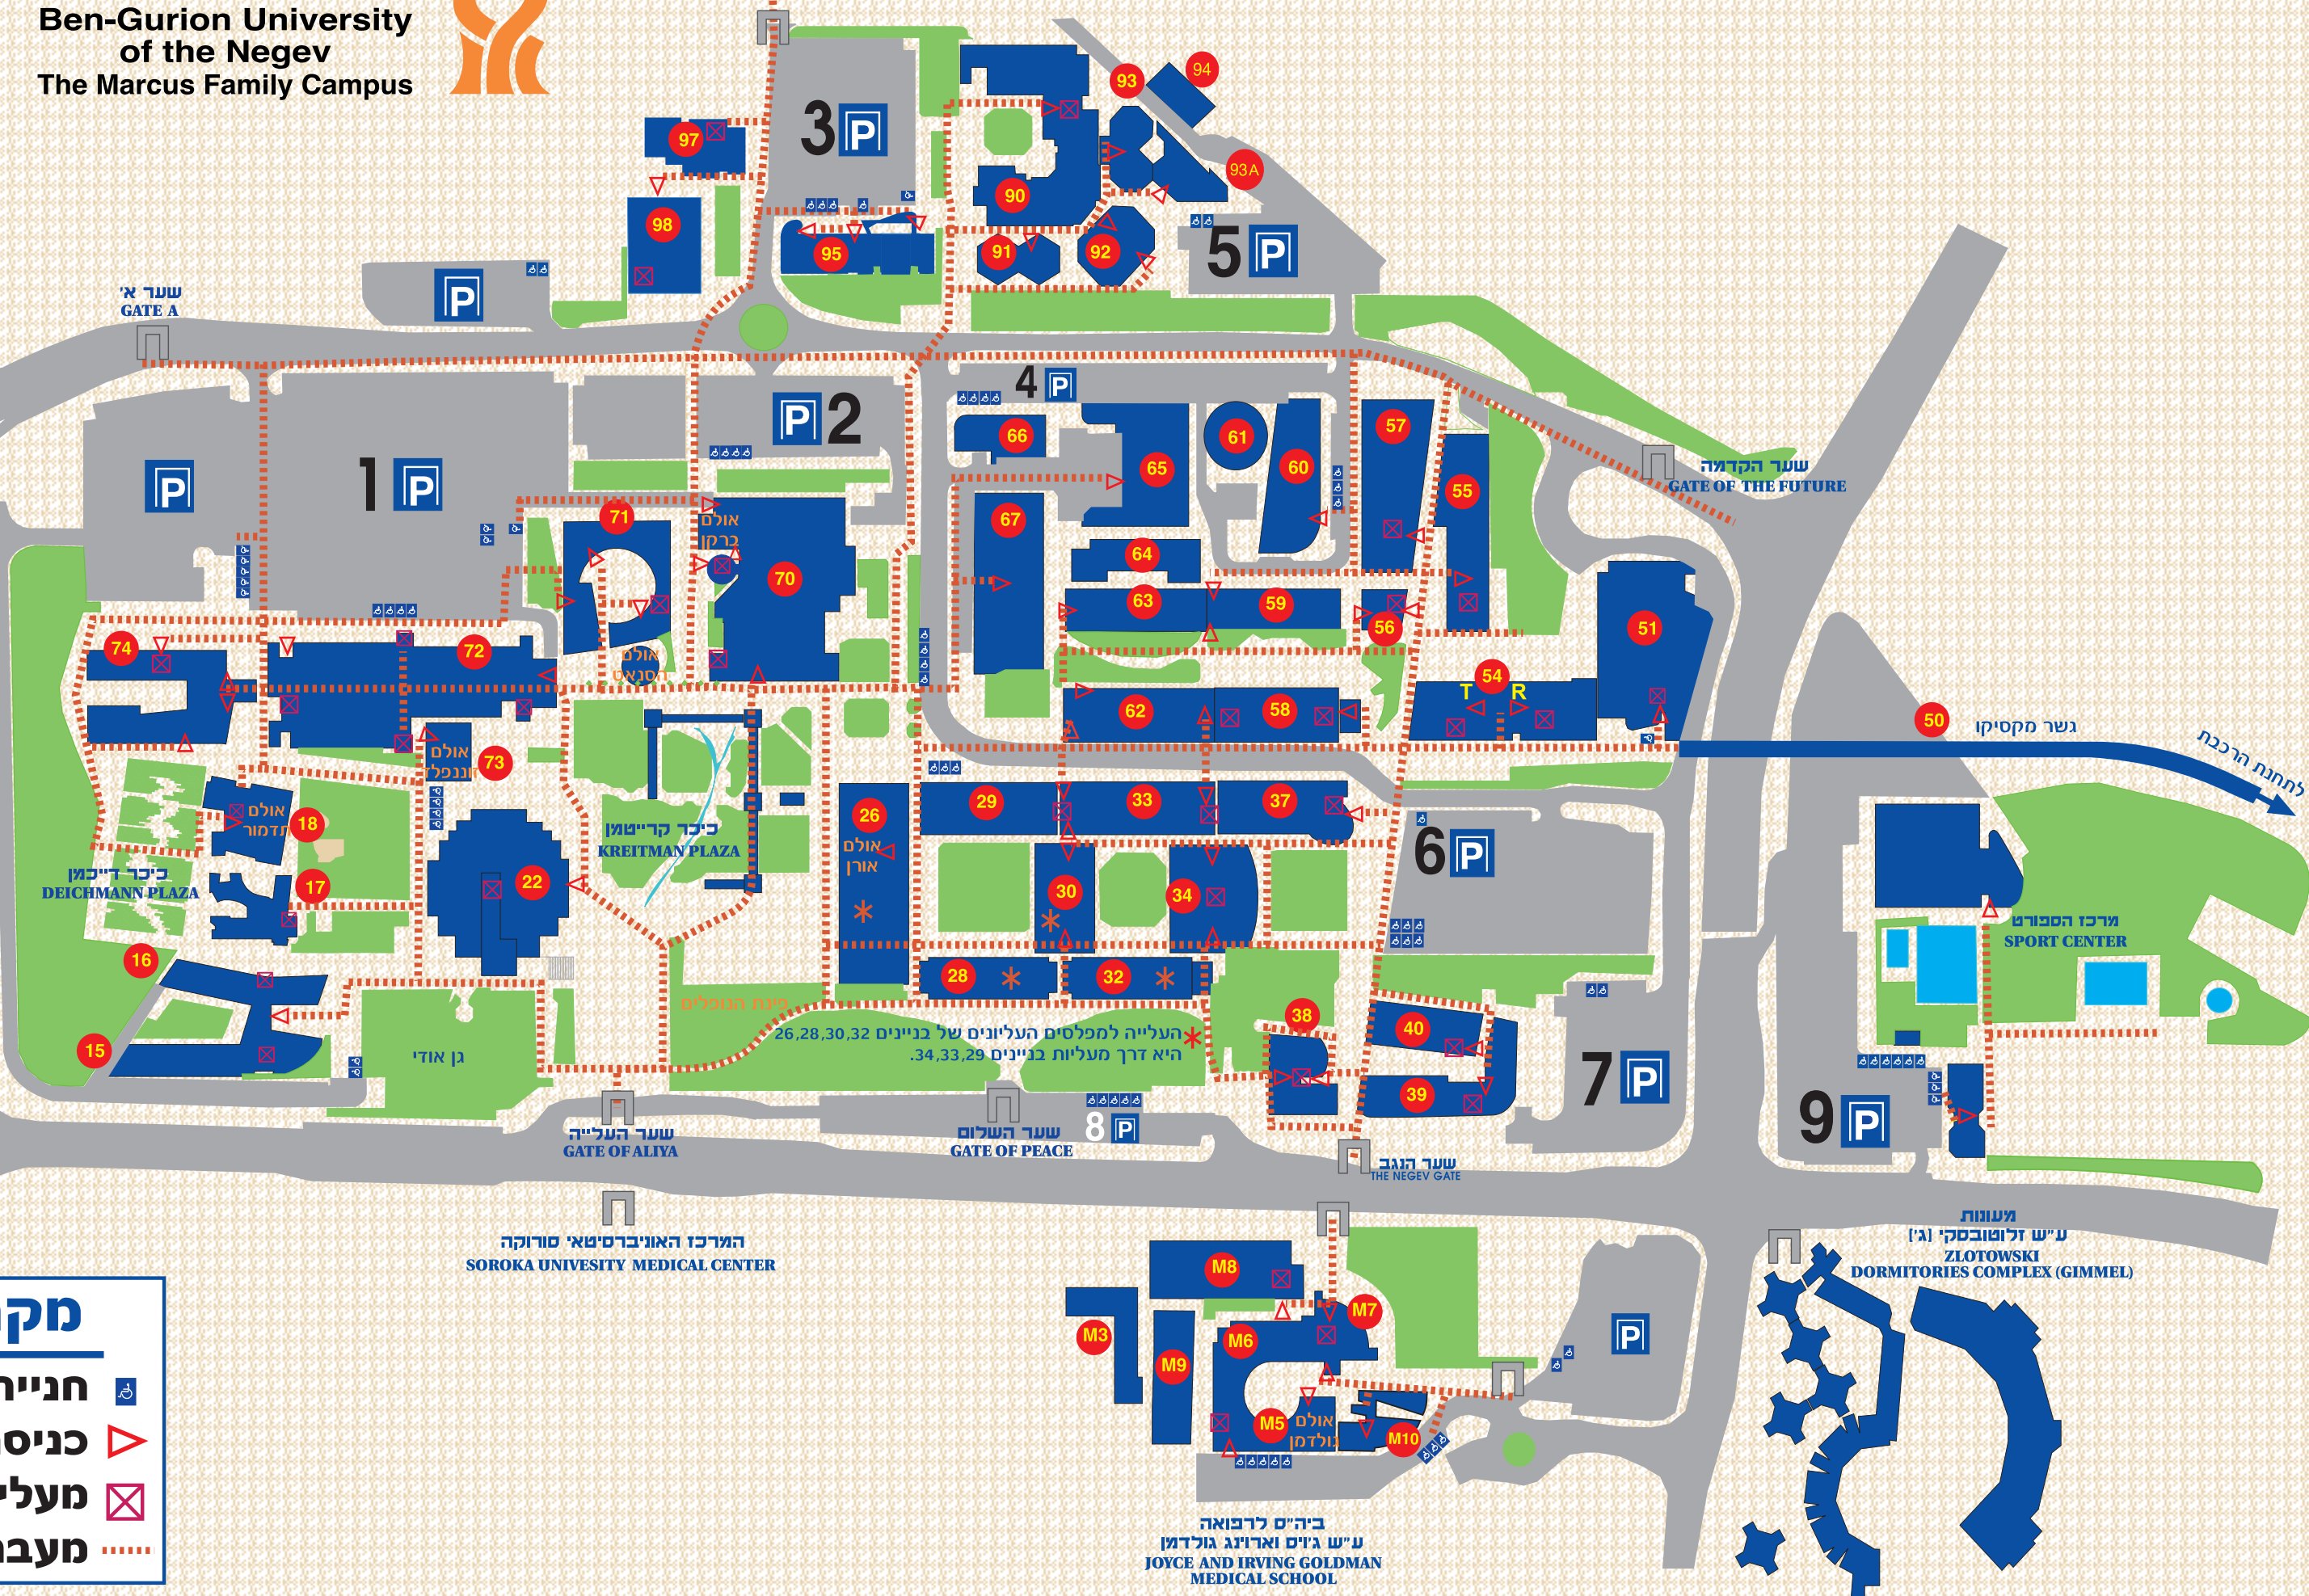 Ben-Gurion University
of the Negev
The Marcus Family Campus
93
94
97
3
P
93A
90
98
95
91
92
5
P
שער א'
GATE A
P
4
P
P
2
66
61
57
65
60
שער הקדמה
GATE OF THE FUTURE
P
1
P
55
71
אולם
ברקן
67
64
70
63
59
56
51
74
72
אולם
הסנאט
54
T
R
62
58
50
גשר מקסיקו
לתחנת הרכבת
73
אולם
זוננפלד
18
אולם
תדמור
כיכר קרייטמן
KREITMAN PLAZA
26
אולם
אורן
29
33
37
6
P
כיכר דייכמן
DEICHMANN PLAZA
17
22
30
34
מרכז הספורט
SPORT CENTER
16
28
32
פינת הנופלים
38
40
15
גן אודי
העלייה למפלסים העליונים של בניינים 26,28,30,32
היא דרך מעליות בניינים 34,33,29.
39
7
P
9
P
שער העלייה
GATE OF ALIYA
שער השלום
GATE OF PEACE
8
P
שער הנגב
THE NEGEV GATE
המרכז האוניברסיטאי סורוקה
SOROKA UNIVESITY MEDICAL CENTER
מעונות
ע"ש זלוטובסקי [ג']
ZLOTOWSKI
DORMITORIES COMPLEX (GIMMEL)
M8
M7
M3
M6
M9
P
M5
אולם
גולדמן
M10
ביה"ס לרפואה
ע"ש ג'ויס וארוינג גולדמן
JOYCE AND IRVING GOLDMAN
MEDICAL SCHOOL